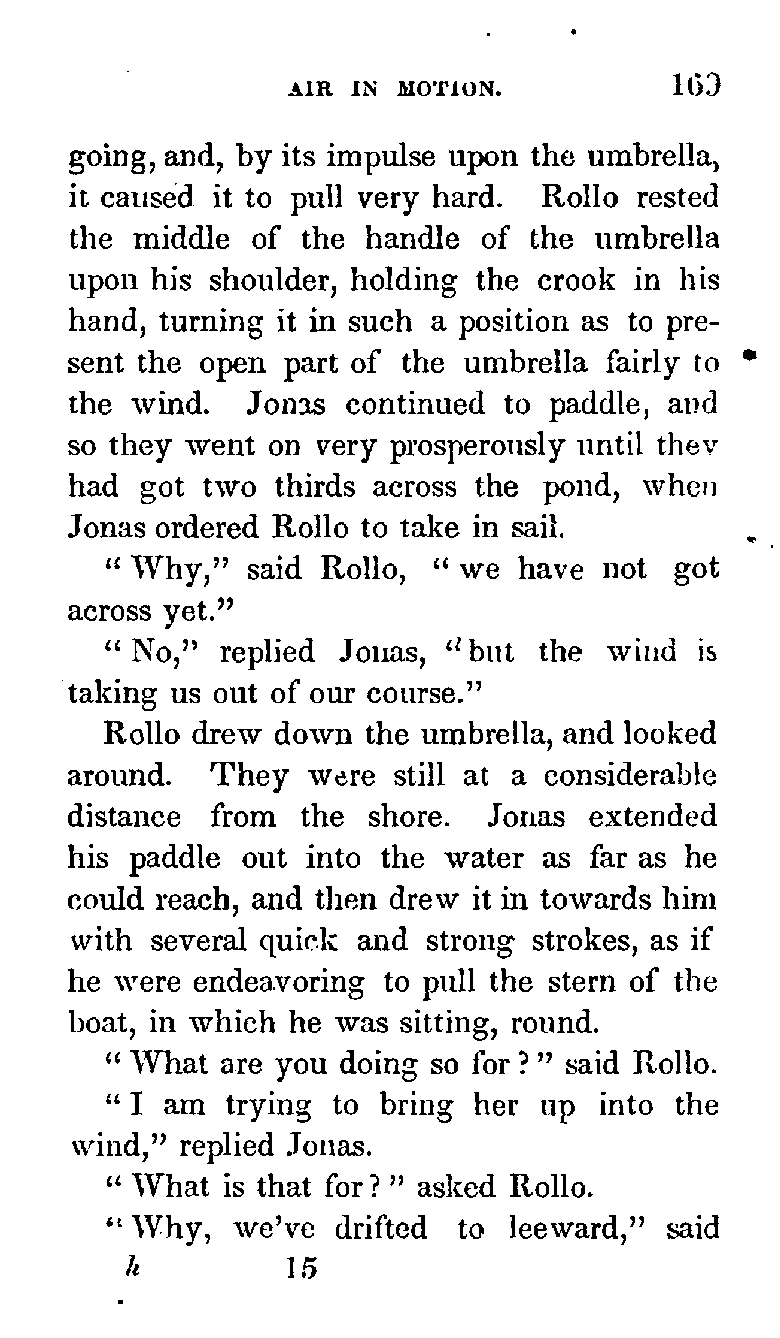 AIR IN MOTION. 169
going, and, by its impulse upon the umbrella,
it caused it to pull very hard. Rollo rested
the middle of the handle of the umbrella
upon his shoulder, holding the crook in his
hand, turning it in such a position as to pre-
sent the open part of the umbrella fairly to
the wind. Jonas continued to paddle, and
so they went on very prosperously until they
had got two thirds across the pond, when
Jonas ordered Rollo to take in sail.
“ Why,” said Rollo, “ we have not got
across yet.”
“ No,” replied Jonas, “ but the wind is
taking us out of our course.”
Rollo drew down the umbrella, and looked
around. They were still at a considerable
distance from the shore. Jonas extended
his paddle out into the water as far as he
could reach, and then drew it in towards him
with several quick and strong strokes, as if
he were endeavoring to pull the stern of the
boat, in which he was sitting, round.
“ What are you doing so for ? ” said Rollo.
“ I am trying to bring her up into the
wind,” replied Jonas.
“ What is that for ? ” asked Rollo.
“ Why, we’ve drifted to leeward,” said
h 15